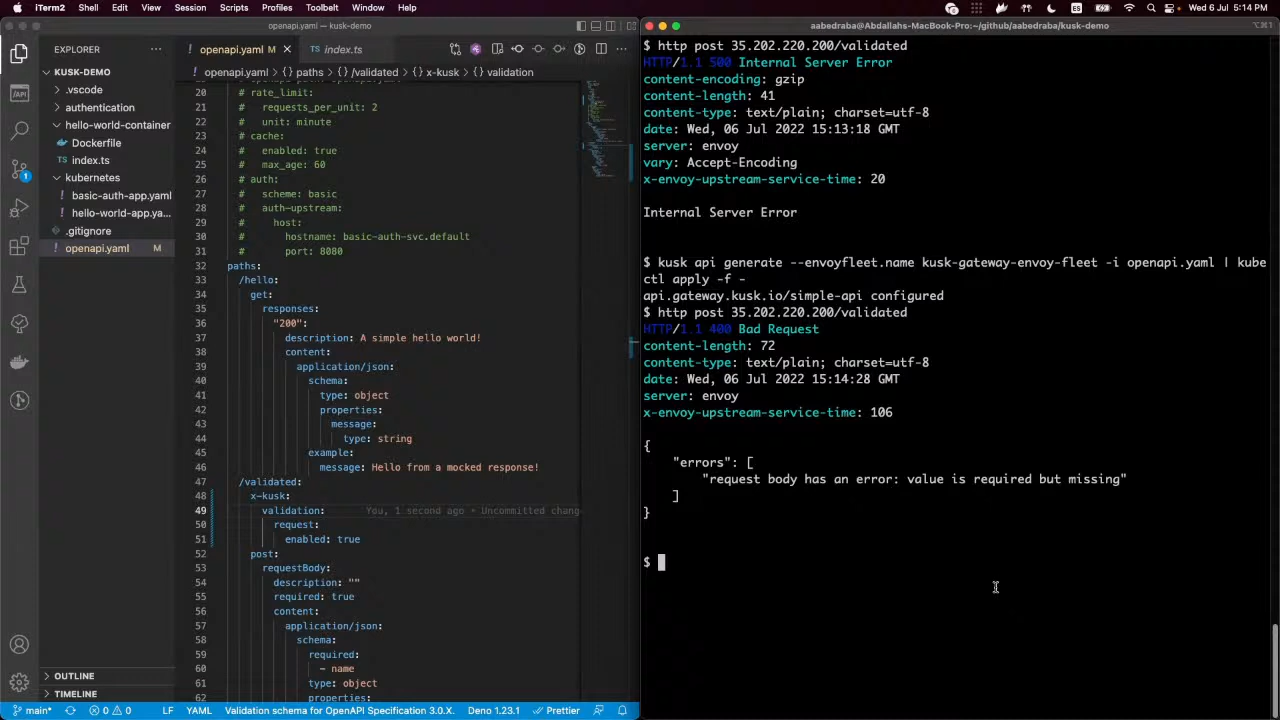 iTerm2 Shell Edit View Session Scripts Profiles Toolbelt Window Help Wed 6 Jul 5:14 PM
openapi.yaml — kusk-demo
EXPLORER
KUSK-DEMO
.vscode
authentication
hello-world-container
Dockerfile
index.ts
kubernetes
basic-auth-app.yaml
hello-world-app.ya...
.gitignore
openapi.yaml M
OUTLINE
TIMELINE
openapi.yaml M index.ts
openapi.yaml > {} paths > {} /validated > {} x-kusk > {} validation
20 # rate_limit:
21 # requests_per_unit: 2
22 # unit: minute
23 # cache:
24 # enabled: true
25 # max_age: 60
26 # auth:
27 # scheme: basic
28 # auth-upstream:
29 # host:
30 # hostname: basic-auth-svc.default
31 # port: 8080
32 paths:
33 /hello:
34 get:
35 responses:
36 "200":
37 description: A simple hello world!
38 content:
39 application/json:
40 schema:
41 type: object
42 properties:
43 message:
44 type: string
45 example:
46 message: Hello from a mocked response!
47 /validated:
48 x-kusk:
49 validation: You, 1 second ago • Uncommitted chang
50 request:
51 enabled: true
52 post:
53 requestBody:
54 description: ""
55 required: true
56 content:
57 application/json:
58 schema:
59 required:
60 - name
61 type: object
62 properties:
main* 0 0 LF YAML Validation schema for OpenAPI Specification 3.0.X. Deno 1.23.1 Prettier
aabedraba@Abdallahs-MacBook-Pro:~/github/aabedraba/kusk-demo
$ http post 35.202.220.200/validated
HTTP/1.1 500 Internal Server Error
content-encoding: gzip
content-length: 41
content-type: text/plain; charset=utf-8
date: Wed, 06 Jul 2022 15:13:18 GMT
server: envoy
vary: Accept-Encoding
x-envoy-upstream-service-time: 20
Internal Server Error
$ kusk api generate --envoyfleet.name kusk-gateway-envoy-fleet -i openapi.yaml | kube
ctl apply -f -
api.gateway.kusk.io/simple-api configured
$ http post 35.202.220.200/validated
HTTP/1.1 400 Bad Request
content-length: 72
content-type: text/plain; charset=utf-8
date: Wed, 06 Jul 2022 15:14:28 GMT
server: envoy
x-envoy-upstream-service-time: 106
{
"errors": [
"request body has an error: value is required but missing"
]
}
$